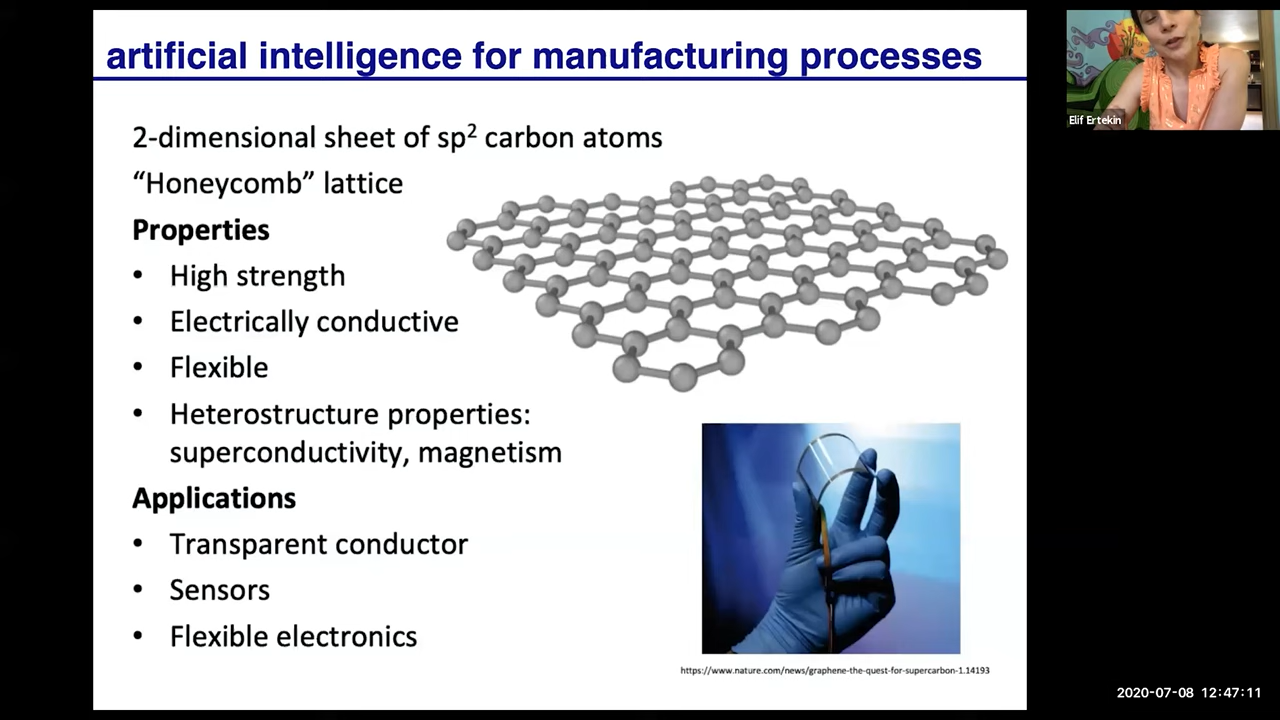 artificial intelligence for manufacturing processes
Elif Ertekin
2-dimensional sheet of sp² carbon atoms
“Honeycomb” lattice
Properties
• High strength
• Electrically conductive
• Flexible
• Heterostructure properties:
superconductivity, magnetism
Applications
• Transparent conductor
• Sensors
• Flexible electronics
https://www.nature.com/news/graphene-the-quest-for-supercarbon-1.14193
2020-07-08 12:47:11